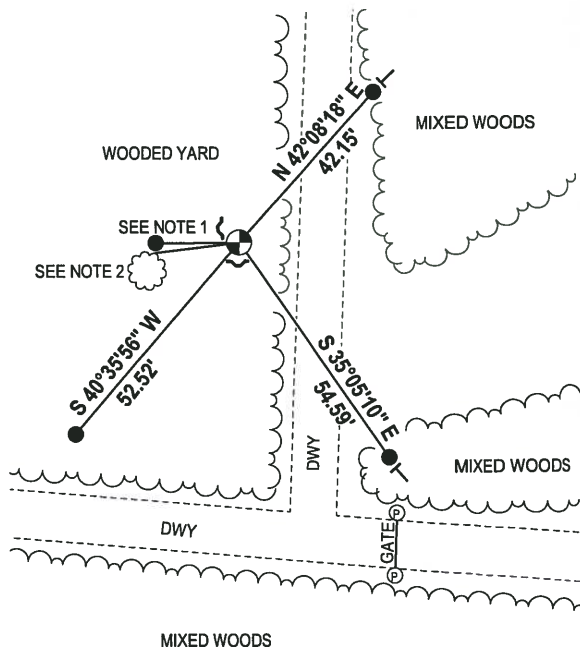 N 42°08'18" E
42.15'
MIXED WOODS
WOODED YARD
SEE NOTE 1
SEE NOTE 2
S 40°35'56" W
52.52'
S 35°05'10" E
54.59'
DWY
MIXED WOODS
P
DWY
GATE
P
MIXED WOODS